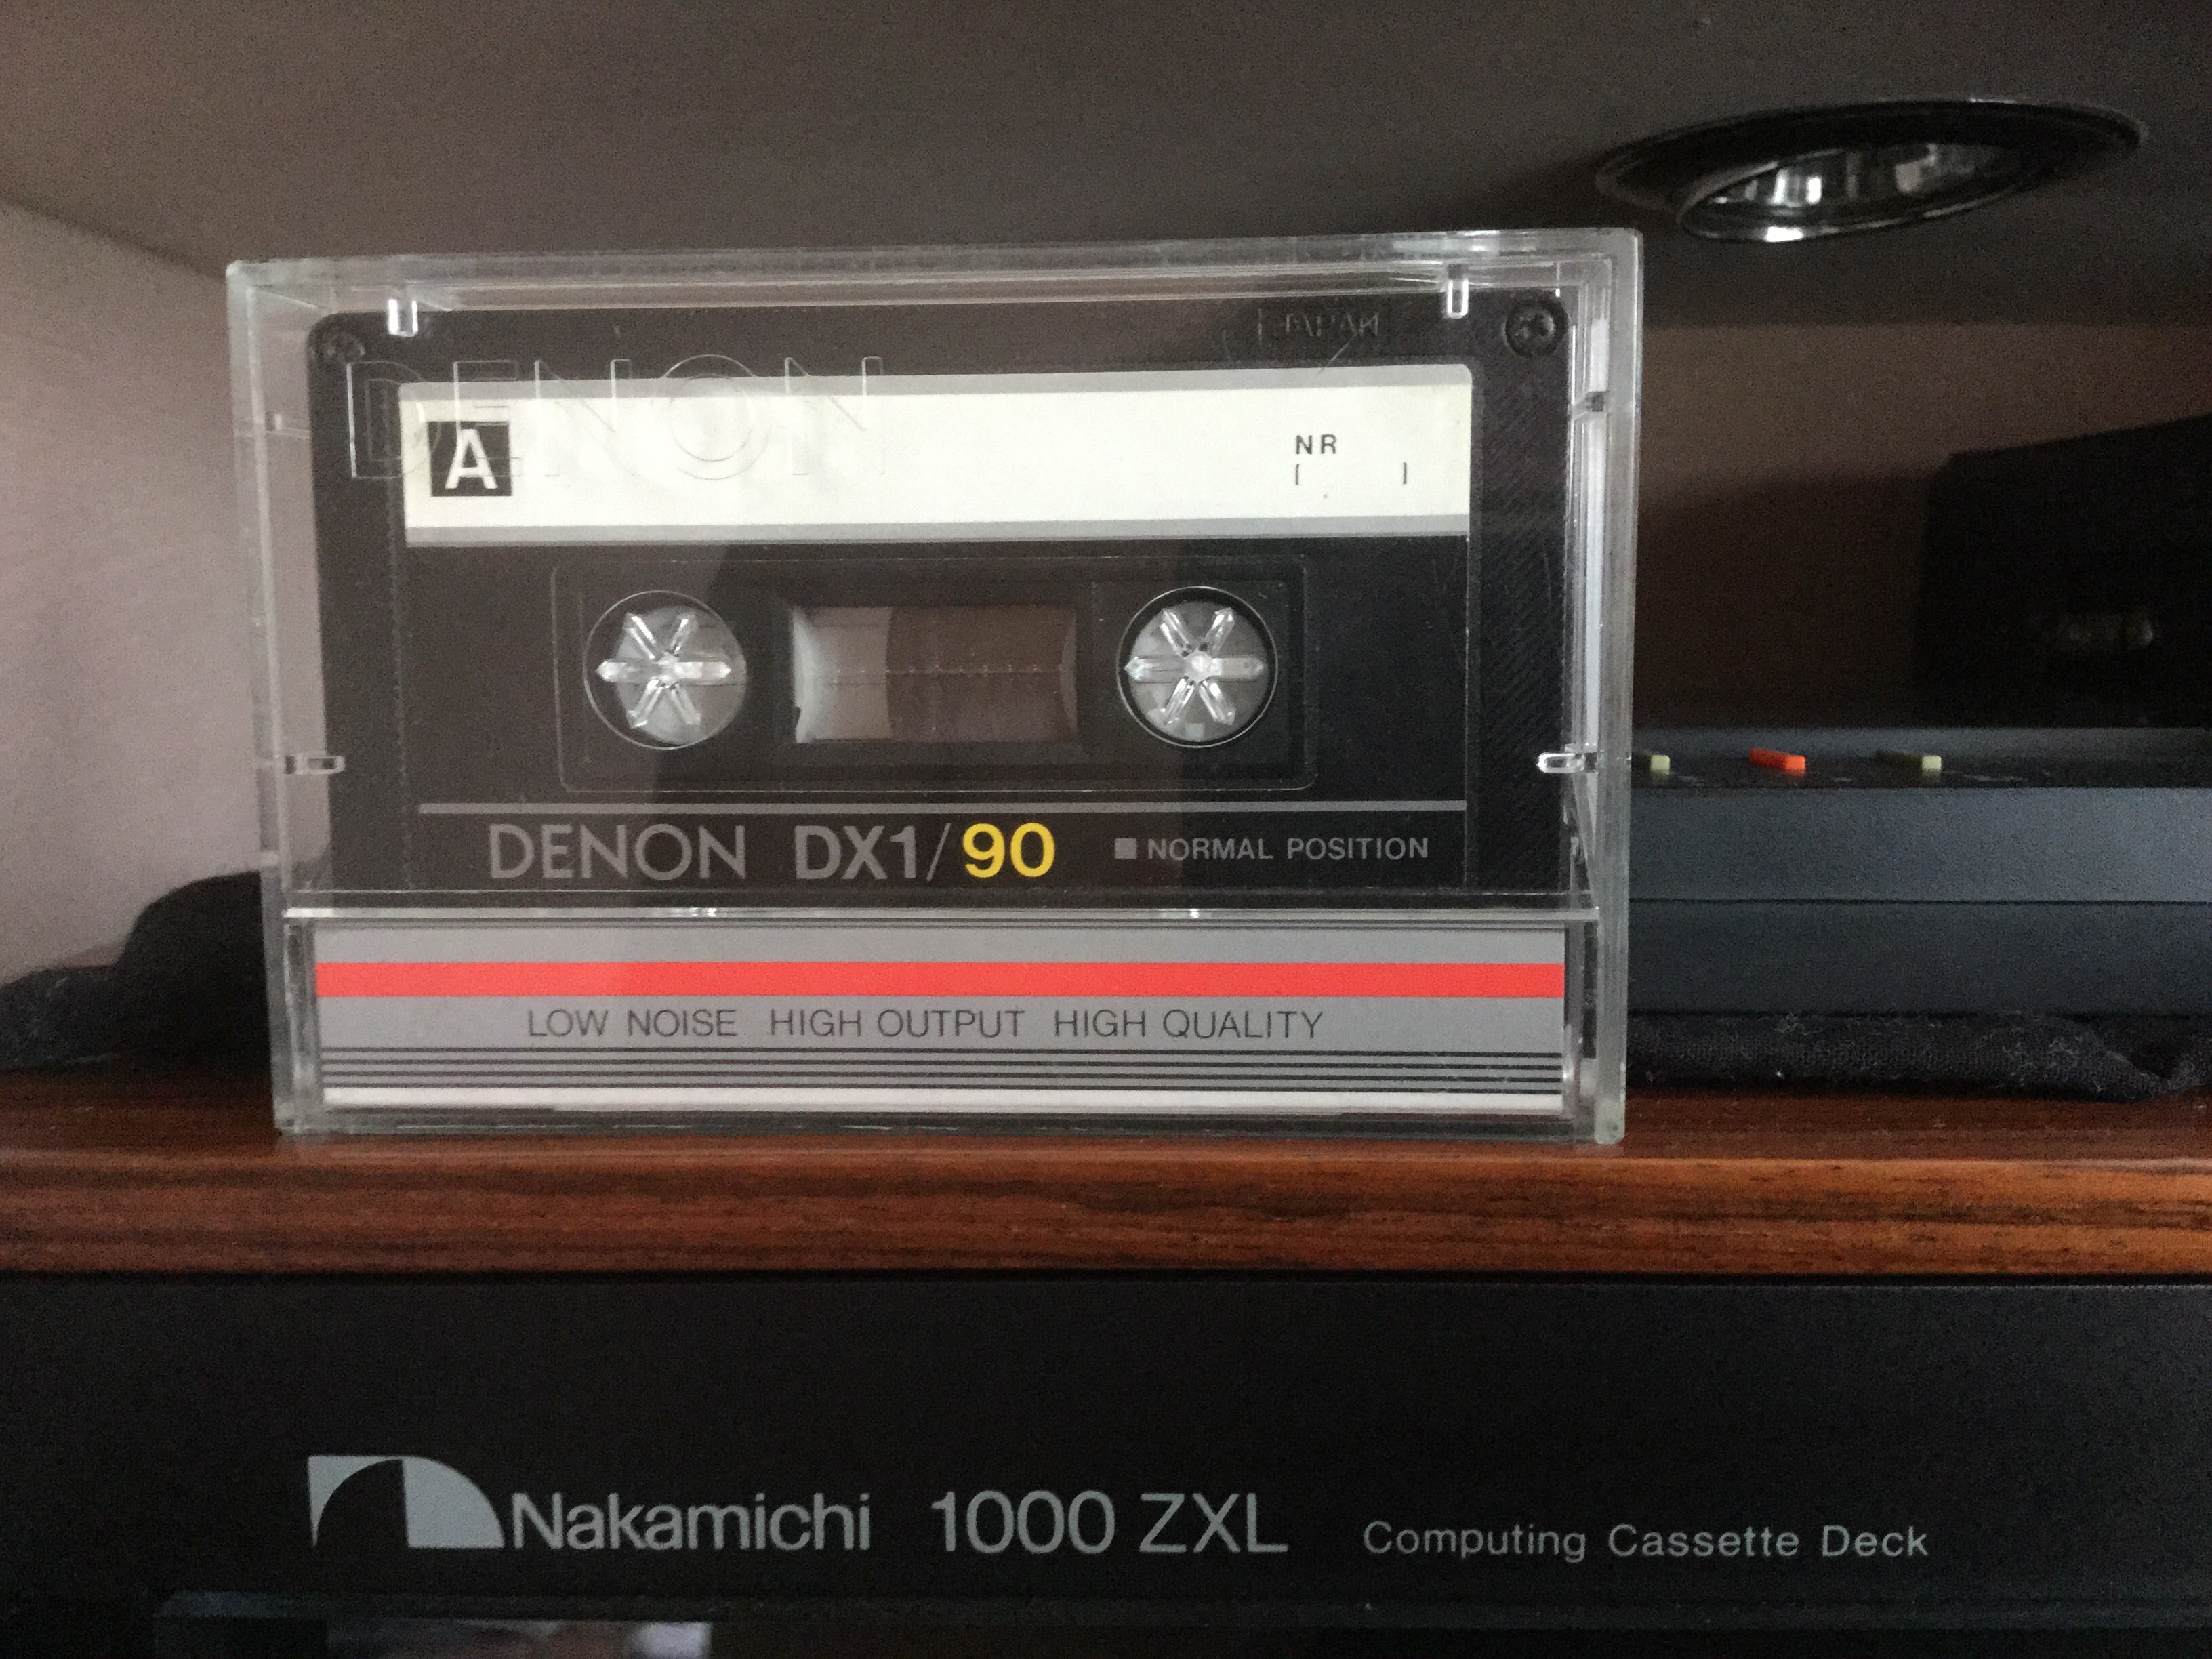 JAPAN
DENON
A
NR
( )
DENON DX1/90 NORMAL POSITION
LOW NOISE HIGH OUTPUT HIGH QUALITY
Nakamichi 1000 ZXL Computing Cassette Deck